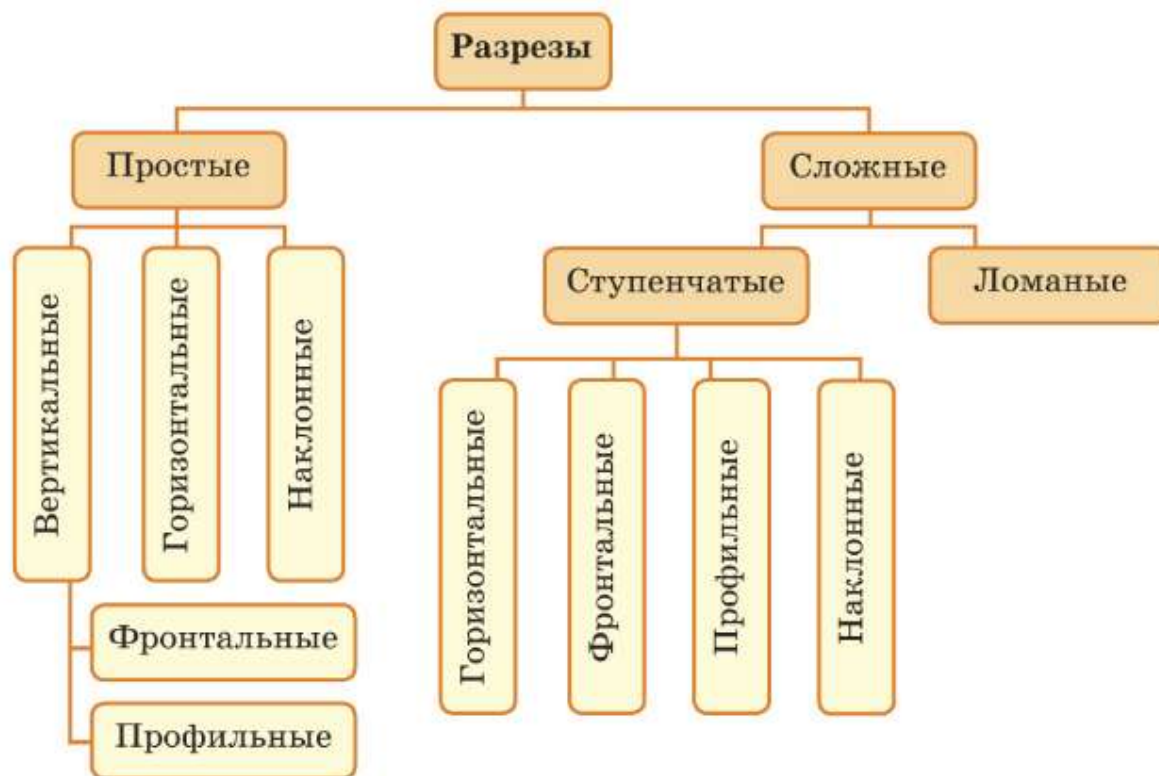 Разрезы
Простые
Сложные
Вертикальные
Горизонтальные
Наклонные
Фронтальные
Профильные
Ступенчатые
Ломаные
Горизонтальные
Фронтальные
Профильные
Наклонные